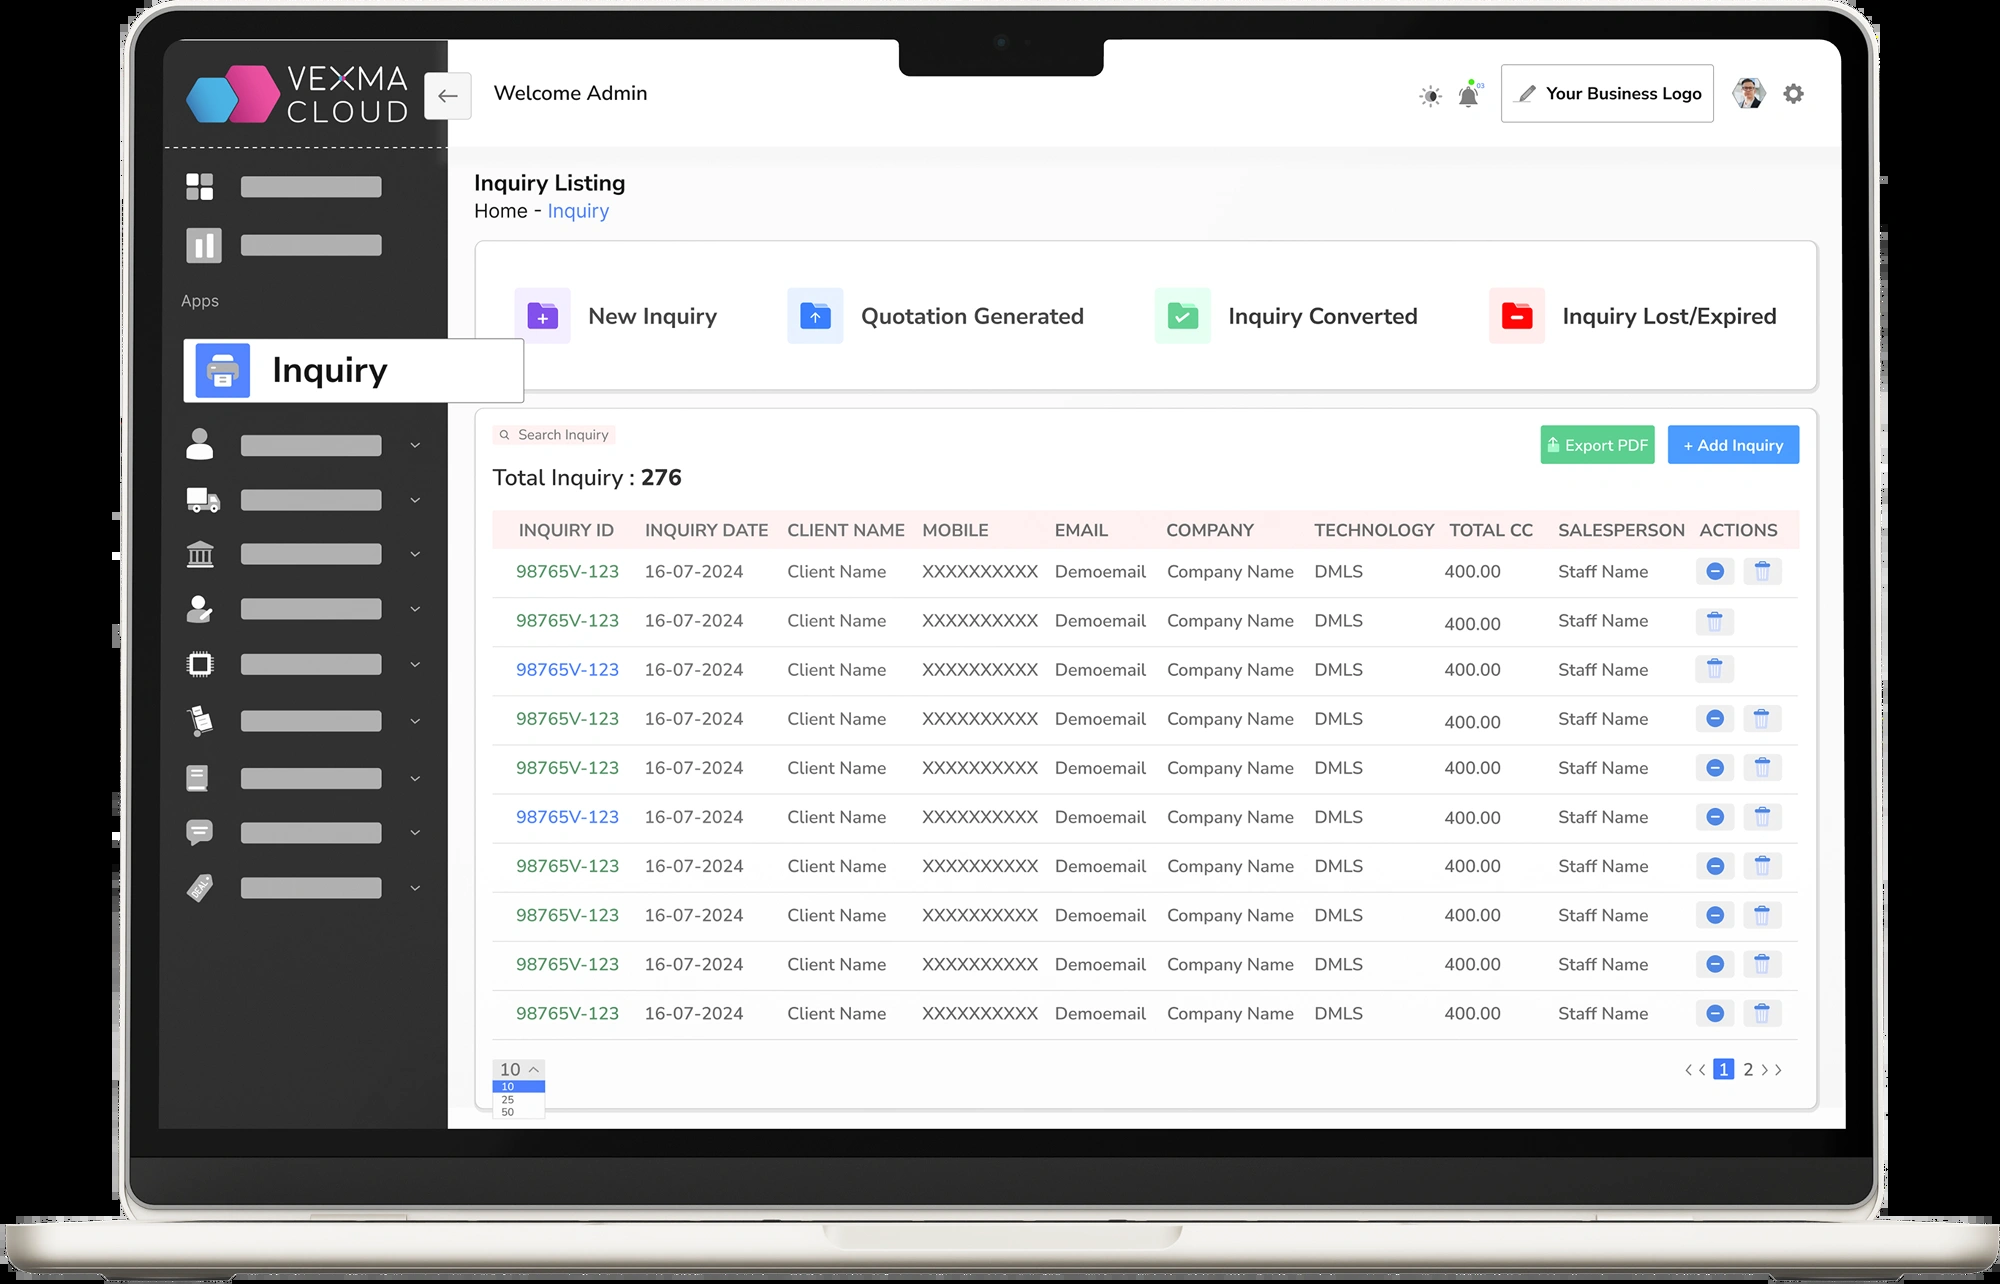 VEXMA
CLOUD
Welcome Admin
03
Your Business Logo
Inquiry Listing
Home - Inquiry
Apps
New Inquiry
Quotation Generated
Inquiry Converted
Inquiry Lost/Expired
Inquiry
Search Inquiry
Export PDF
+ Add Inquiry
Total Inquiry : 276
INQUIRY ID INQUIRY DATE CLIENT NAME MOBILE EMAIL COMPANY TECHNOLOGY TOTAL CC SALESPERSON ACTIONS
98765V-123 16-07-2024 Client Name XXXXXXXXXX Demoemail Company Name DMLS 400.00 Staff Name
98765V-123 16-07-2024 Client Name XXXXXXXXXX Demoemail Company Name DMLS 400.00 Staff Name
98765V-123 16-07-2024 Client Name XXXXXXXXXX Demoemail Company Name DMLS 400.00 Staff Name
98765V-123 16-07-2024 Client Name XXXXXXXXXX Demoemail Company Name DMLS 400.00 Staff Name
98765V-123 16-07-2024 Client Name XXXXXXXXXX Demoemail Company Name DMLS 400.00 Staff Name
98765V-123 16-07-2024 Client Name XXXXXXXXXX Demoemail Company Name DMLS 400.00 Staff Name
98765V-123 16-07-2024 Client Name XXXXXXXXXX Demoemail Company Name DMLS 400.00 Staff Name
98765V-123 16-07-2024 Client Name XXXXXXXXXX Demoemail Company Name DMLS 400.00 Staff Name
98765V-123 16-07-2024 Client Name XXXXXXXXXX Demoemail Company Name DMLS 400.00 Staff Name
98765V-123 16-07-2024 Client Name XXXXXXXXXX Demoemail Company Name DMLS 400.00 Staff Name
DEAL
10
10
25
50
1 2